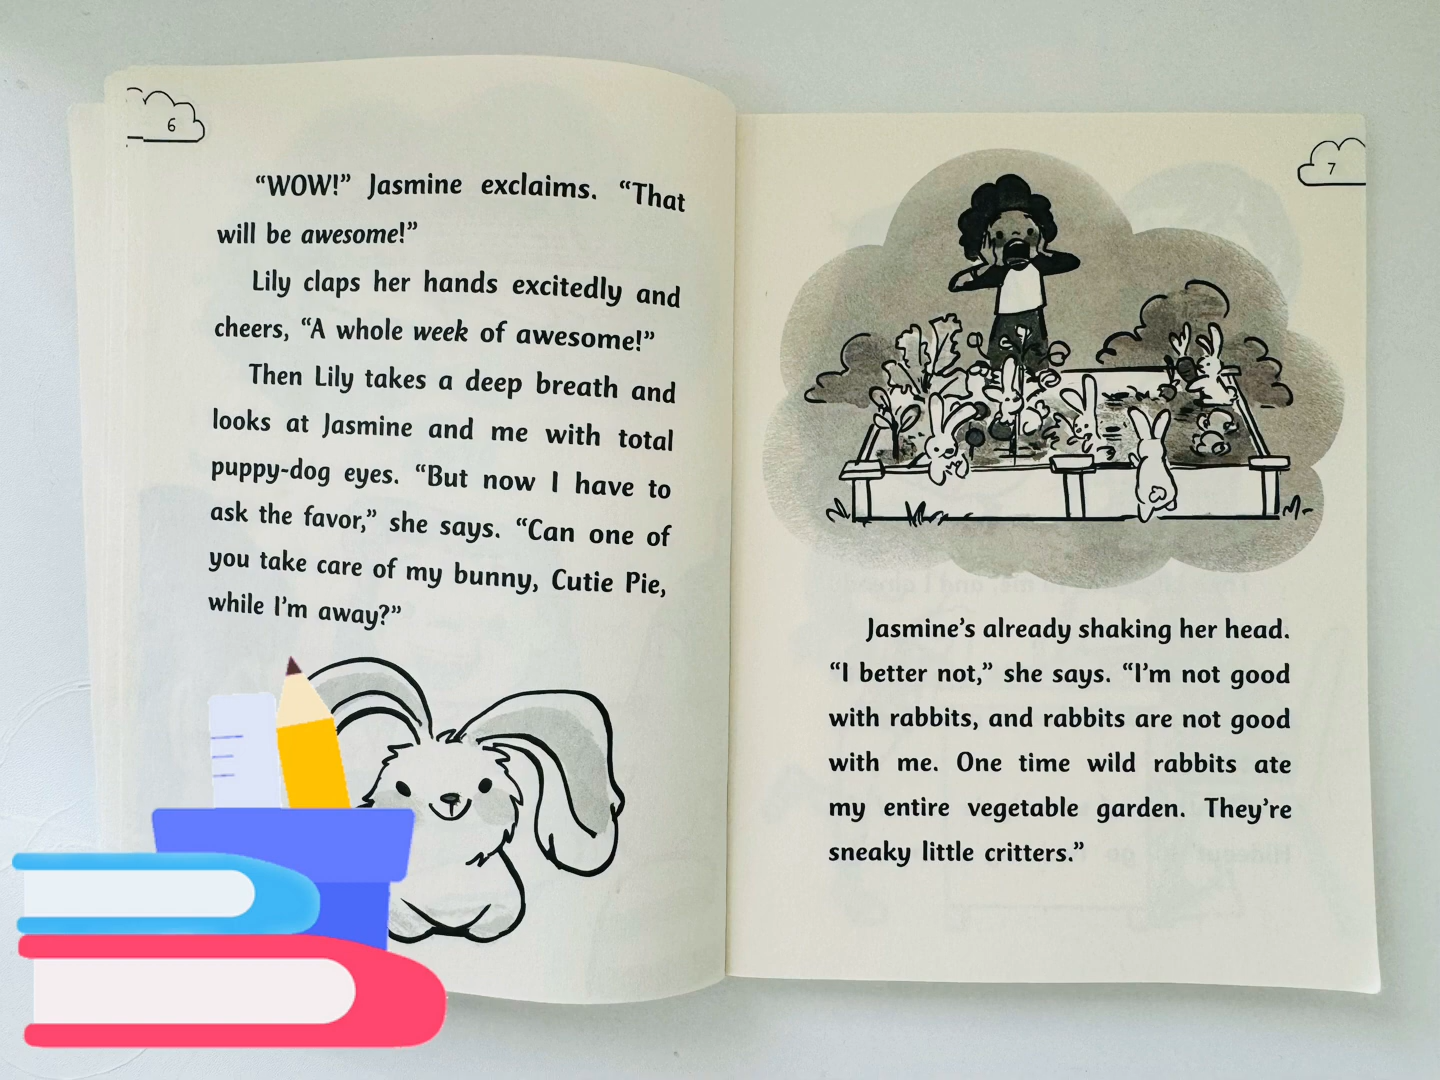 6
“WOW!” Jasmine exclaims. “That
will be awesome!”
Lily claps her hands excitedly and
cheers, “A whole week of awesome!”
Then Lily takes a deep breath and
looks at Jasmine and me with total
puppy-dog eyes. “But now I have to
ask the favor,” she says. “Can one of
you take care of my bunny, Cutie Pie,
while I’m away?”
7
Jasmine’s already shaking her head.
“I better not,” she says. “I’m not good
with rabbits, and rabbits are not good
with me. One time wild rabbits ate
my entire vegetable garden. They’re
sneaky little critters.”